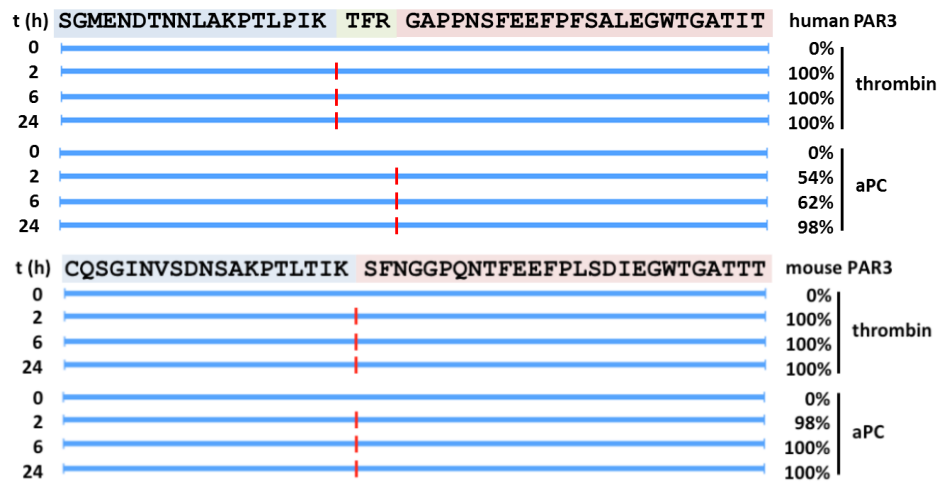 t (h) SGMENDTNNLAKPTLPIK TFR GAPPNSFEEFPFSALEGWTGATIT human PAR3
0 0%
2 100%
thrombin
6 100%
24 100%
0 0%
2 54%
aPC
6 62%
24 98%
t (h) CQSGINVSDNSAKPTLTIK SFNGGPQNTFEEFPLSDIEGWTGATTT mouse PAR3
0 0%
2 100%
thrombin
6 100%
24 100%
0 0%
2 98%
aPC
6 100%
24 100%